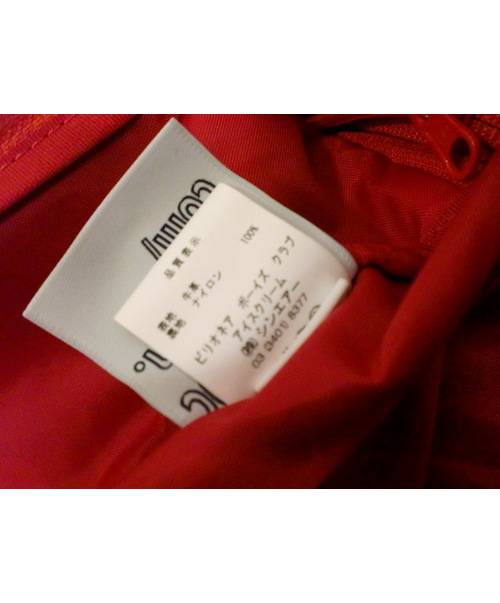 品質表示
表地 牛革 100%
裏地 ナイロン
ビリオネア ボーイズ クラブ
アイスクリーム
㈱シンエアー
03 (3401) 8377